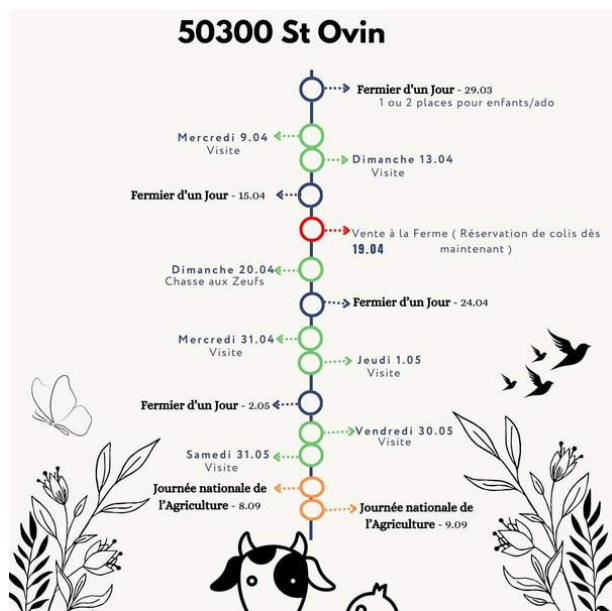 50300 St Ovin
Fermier d'un Jour - 29.03
1 ou 2 places pour enfants/ado
Mercredi 9.04
Visite
Dimanche 13.04
Visite
Fermier d'un Jour - 15.04
Vente à la Ferme ( Réservation de colis dès
19.04 maintenant )
Dimanche 20.04
Chasse aux Zeufs
Fermier d'un Jour - 24.04
Mercredi 31.04
Visite
Jeudi 1.05
Visite
Fermier d'un Jour - 2.05
Vendredi 30.05
Visite
Samedi 31.05
Visite
Journée nationale de
l'Agriculture - 8.09
Journée nationale de
l'Agriculture - 9.09